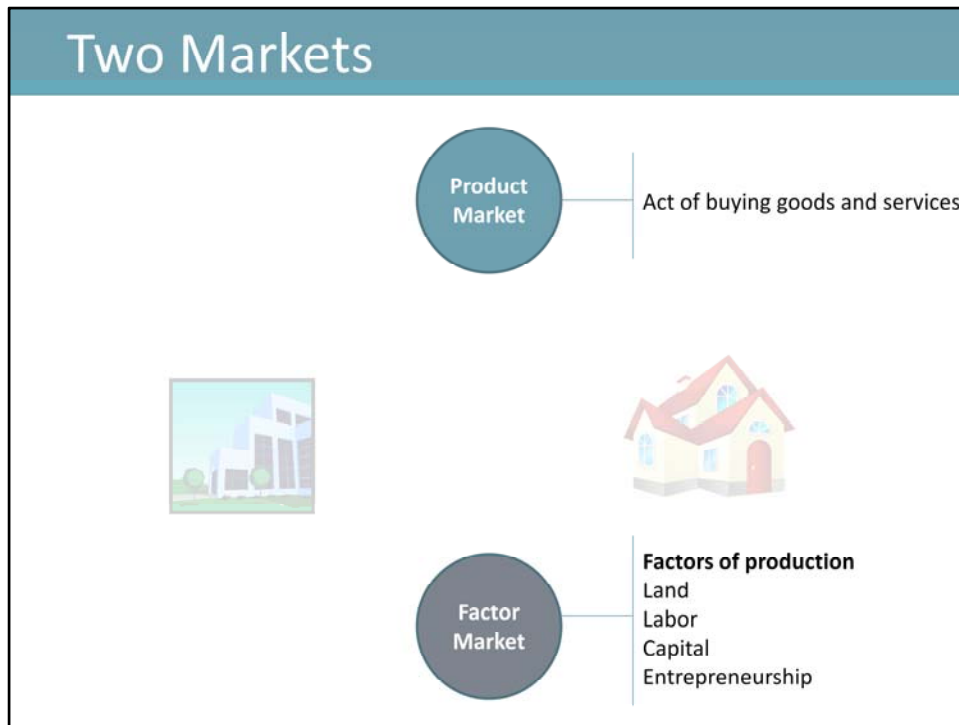 Two Markets
Product
Market
Act of buying goods and services
Factor
Market
Factors of production
Land
Labor
Capital
Entrepreneurship